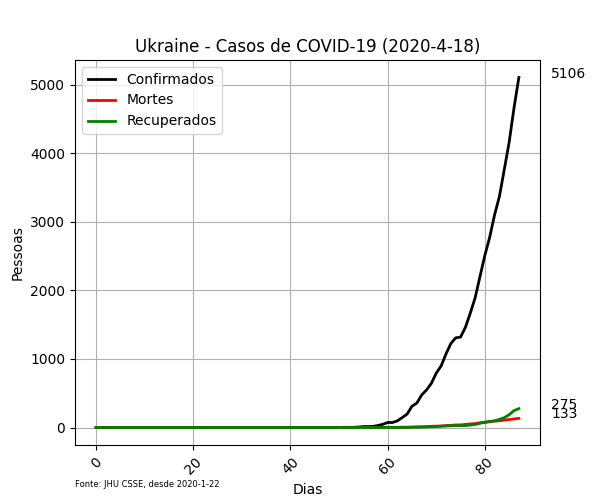 Ukraine - Casos de COVID-19 (2020-4-18)
Confirmados
Mortes
Recuperados
5106
5000
4000
3000
2000
1000
0
275
133
Pessoas
0
20
40
60
80
Dias
Fonte: JHU CSSE, desde 2020-1-22